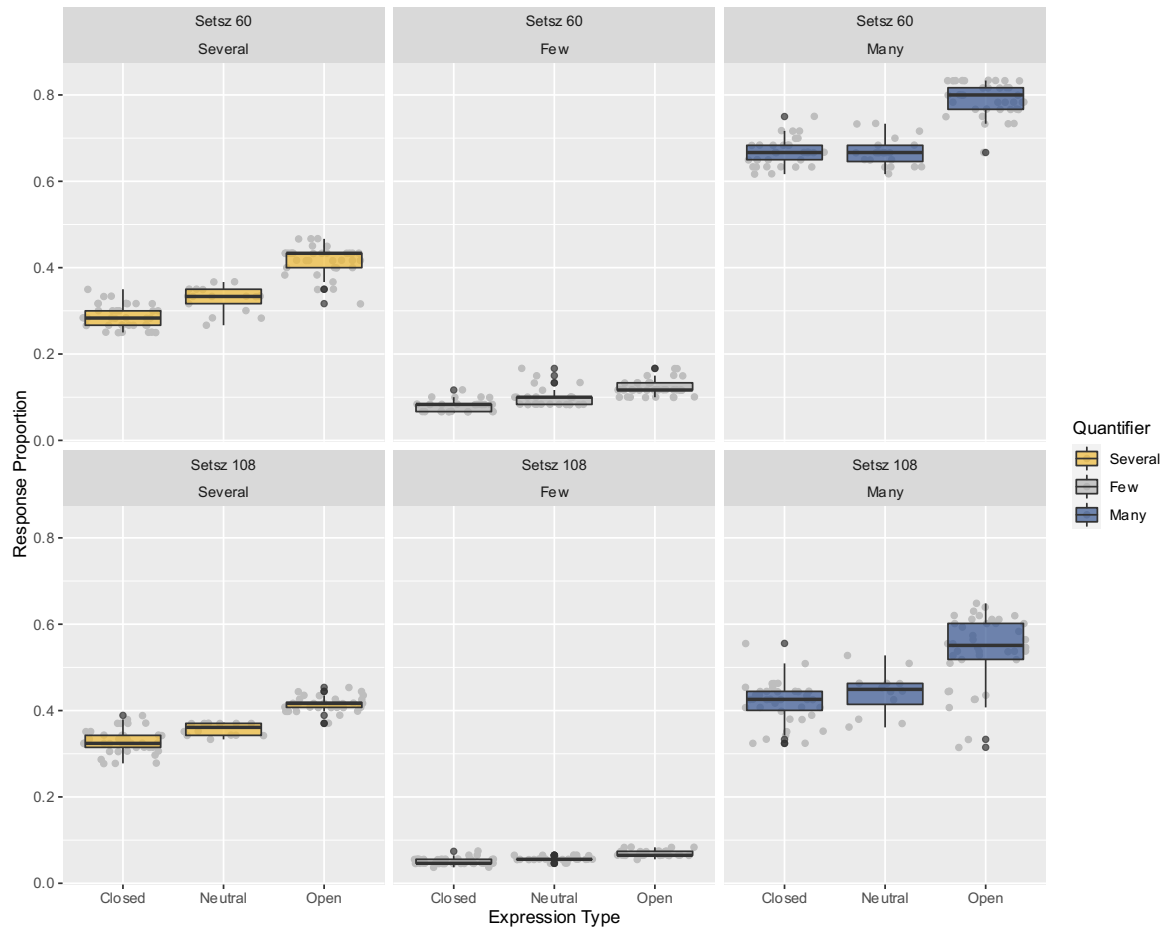 Setsz 60
Several
Setsz 60
Few
Setsz 60
Many
0.8
0.6
0.4
0.2
0.0
Response Proportion
Setsz 108
Several
Setsz 108
Few
Setsz 108
Many
0.8
0.6
0.4
0.2
0.0
Closed Neutral Open
Closed Neutral Open
Closed Neutral Open
Expression Type
Quantifier
Several
Few
Many